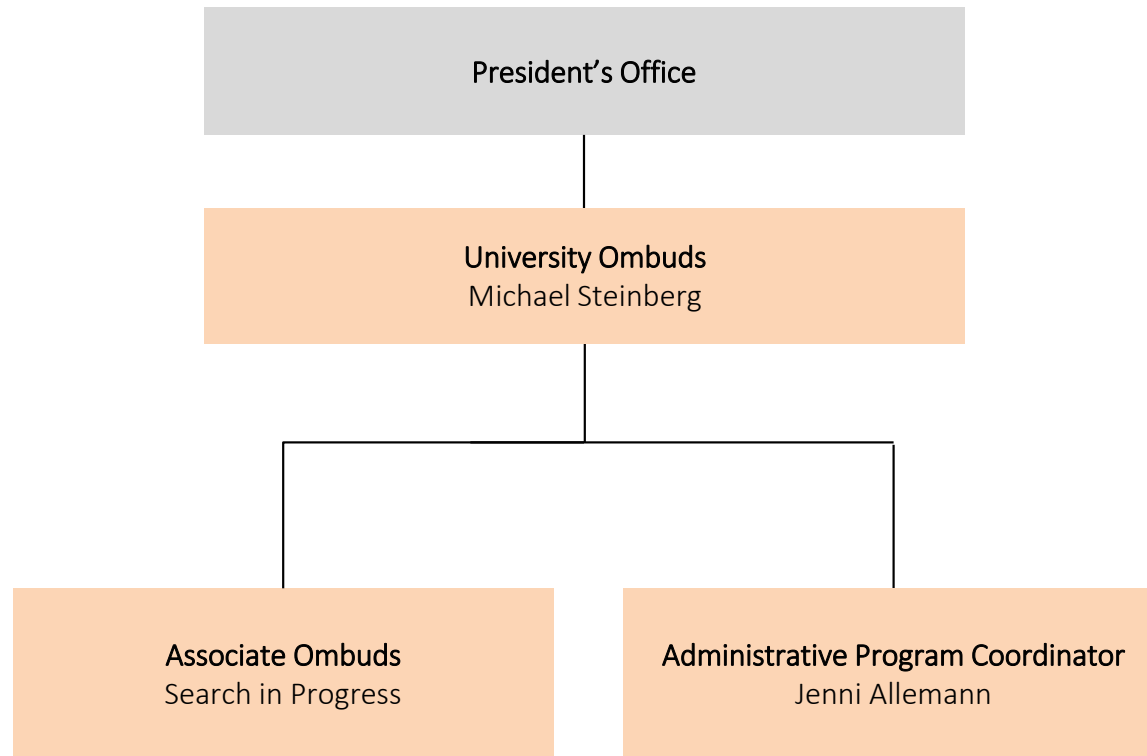 President’s Office
University Ombuds
Michael Steinberg
Associate Ombuds
Search in Progress
Administrative Program Coordinator
Jenni Allemann